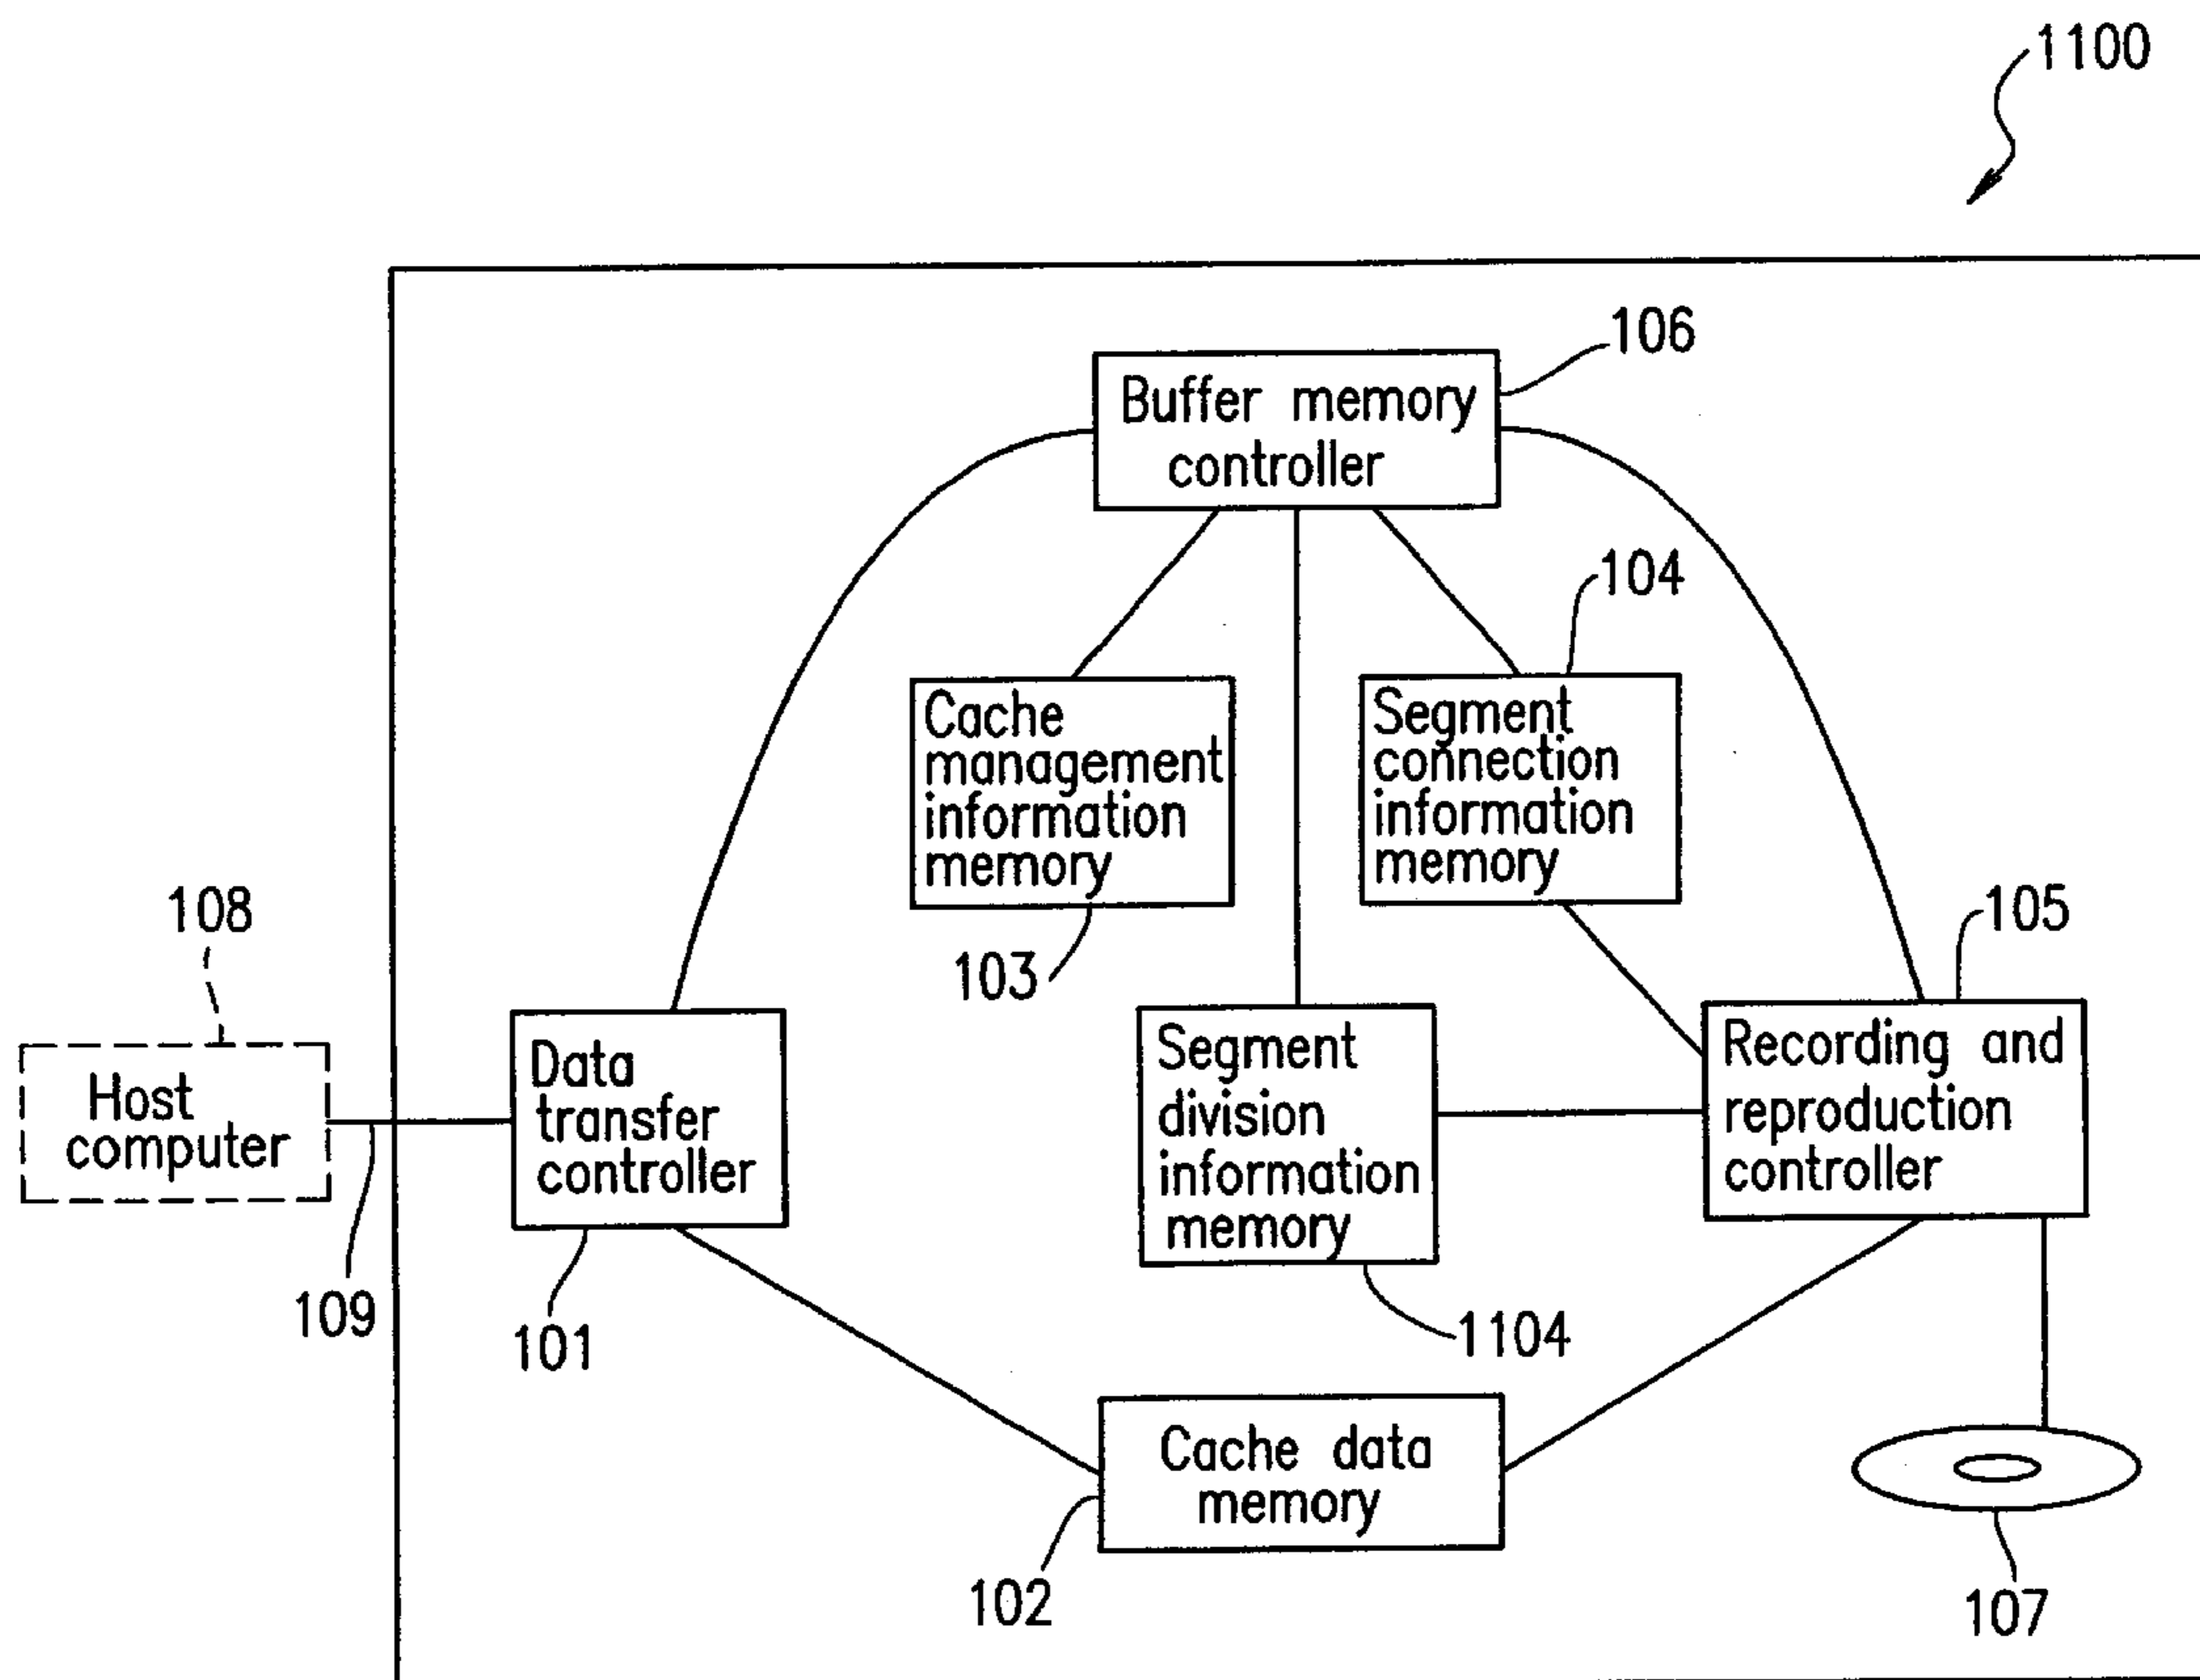 1100
106
Buffer memory
controller
104
Cache
management
information
memory
Segment
connection
information
memory
103
108
105
Host
computer
Data
transfer
controller
Segment
division
information
memory
Recording and
reproduction
controller
109
101
1104
Cache data
memory
102
107